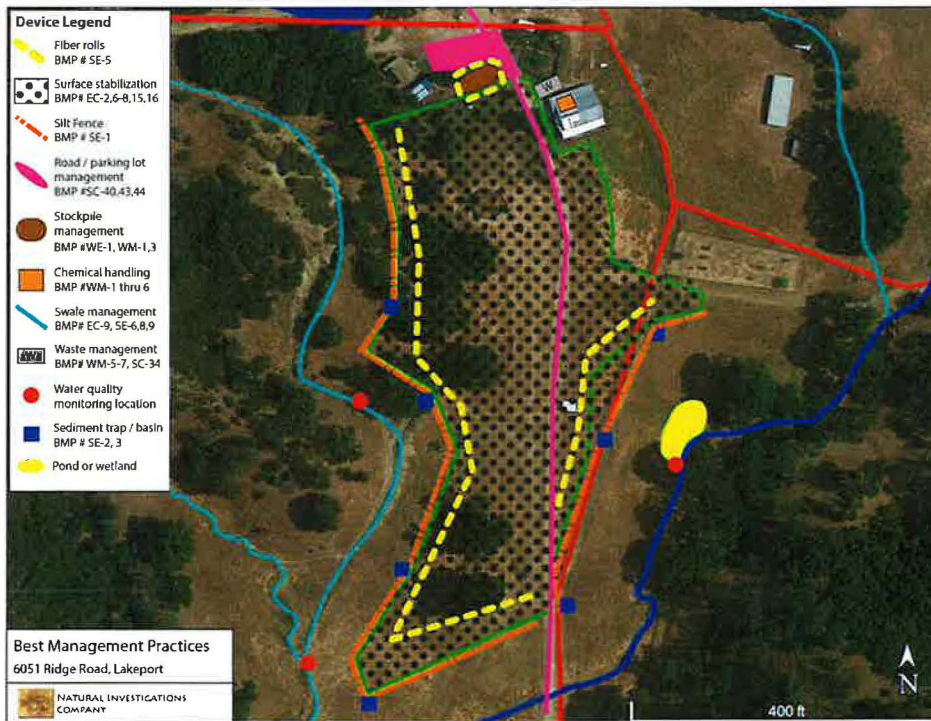 Device Legend
Fiber rolls
BMP # SE-5
Surface stabilization
BMP# EC-2,6-8,15,16
Silt Fence
BMP # SE-1
Road / parking lot
management
BMP #SC-40,43,44
Stockpile
management
BMP #WE-1, WM-1,3
Chemical handling
BMP #WM-1 thru 6
Swale management
BMP# EC-9, SE-6,8,9
Waste management
BMP# WM-5-7, SC-34
Water quality
monitoring location
Sediment trap / basin
BMP # SE-2, 3
Pond or wetland
W
Best Management Practices
6051 Ridge Road, Lakeport
NATURAL INVESTIGATIONS
COMPANY
N
400 ft